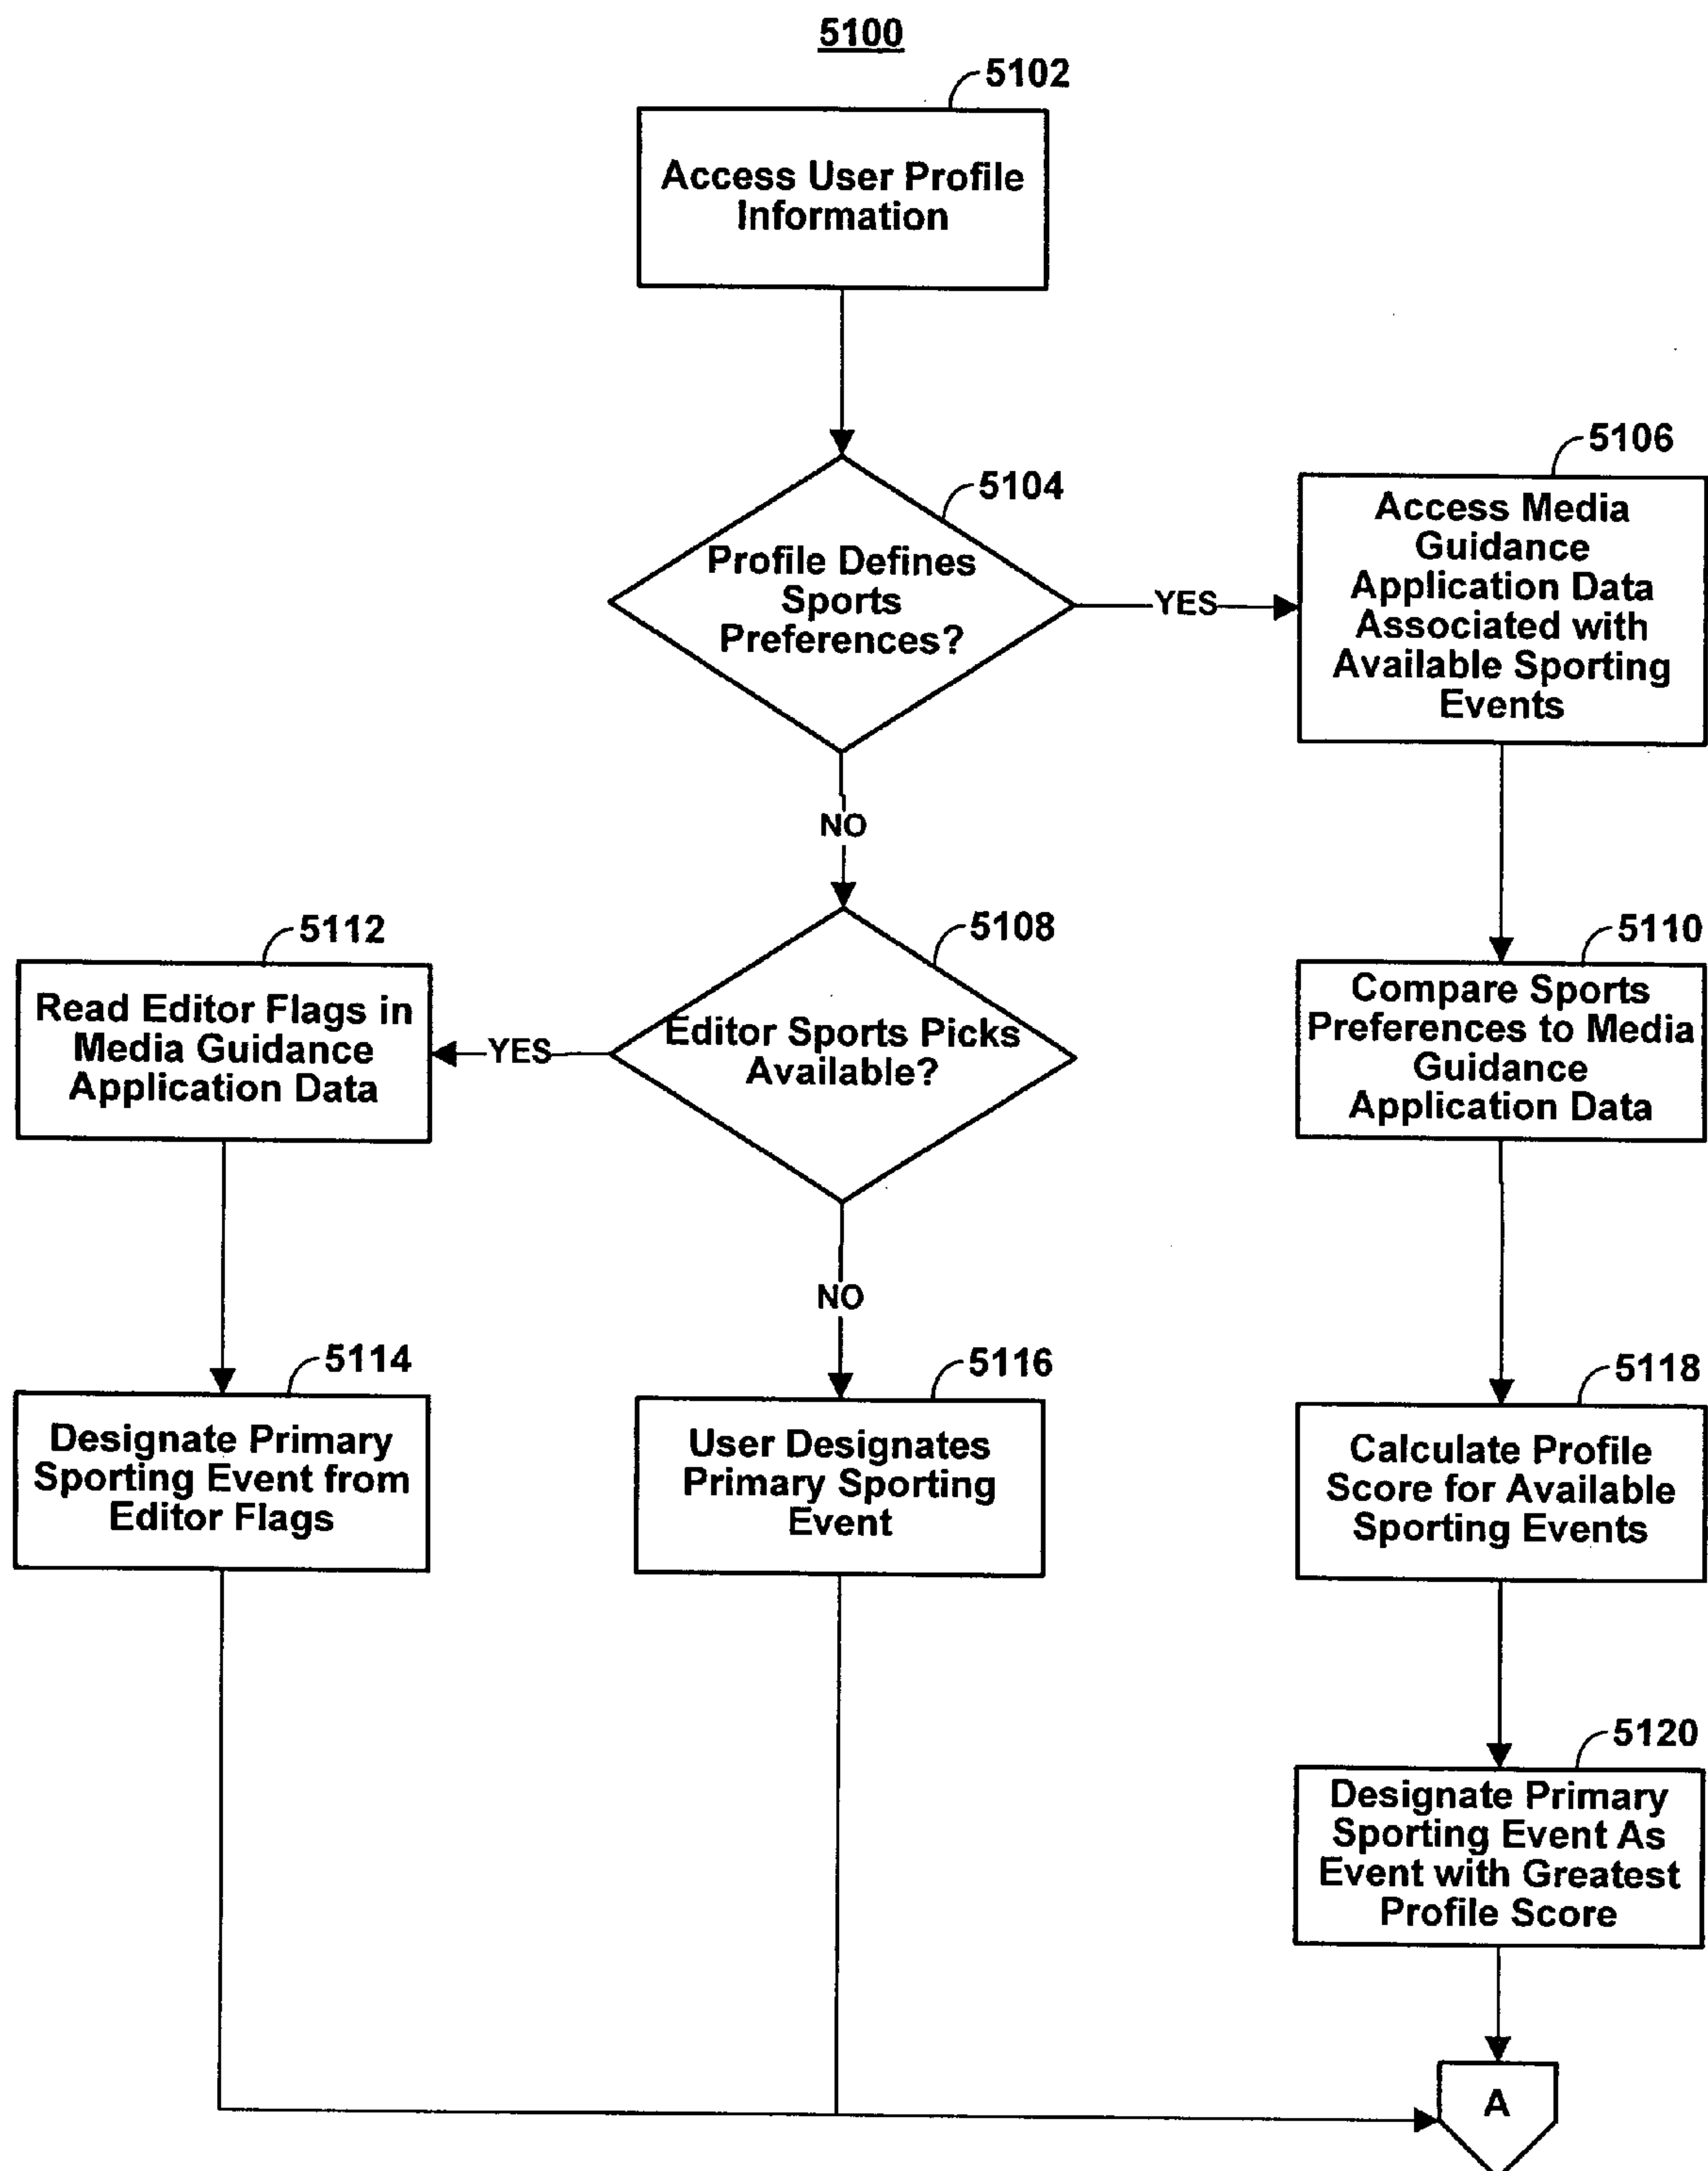 5100
5102
Access User Profile
Information
5104
Profile Defines
Sports
Preferences?
YES
5106
Access Media
Guidance
Application Data
Associated with
Available Sporting
Events
NO
5108
Editor Sports Picks
Available?
YES
5112
Read Editor Flags in
Media Guidance
Application Data
5110
Compare Sports
Preferences to Media
Guidance
Application Data
NO
5114
Designate Primary
Sporting Event from
Editor Flags
5116
User Designates
Primary Sporting
Event
5118
Calculate Profile
Score for Available
Sporting Events
5120
Designate Primary
Sporting Event As
Event with Greatest
Profile Score
A